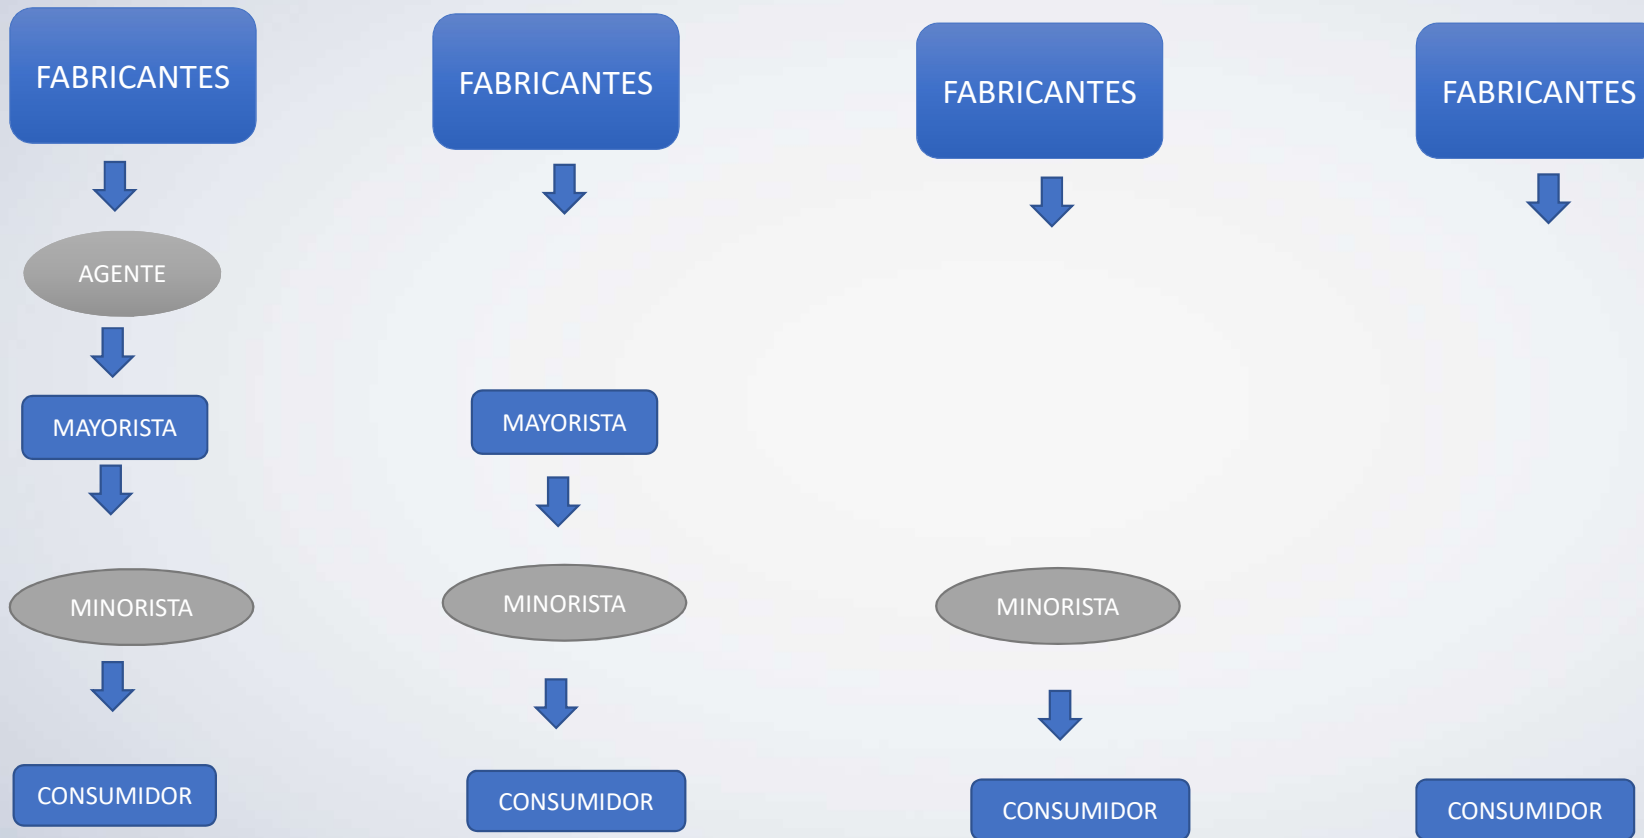 FABRICANTES
FABRICANTES
FABRICANTES
FABRICANTES
AGENTE
MAYORISTA
MAYORISTA
MINORISTA
MINORISTA
MINORISTA
CONSUMIDOR
CONSUMIDOR
CONSUMIDOR
CONSUMIDOR